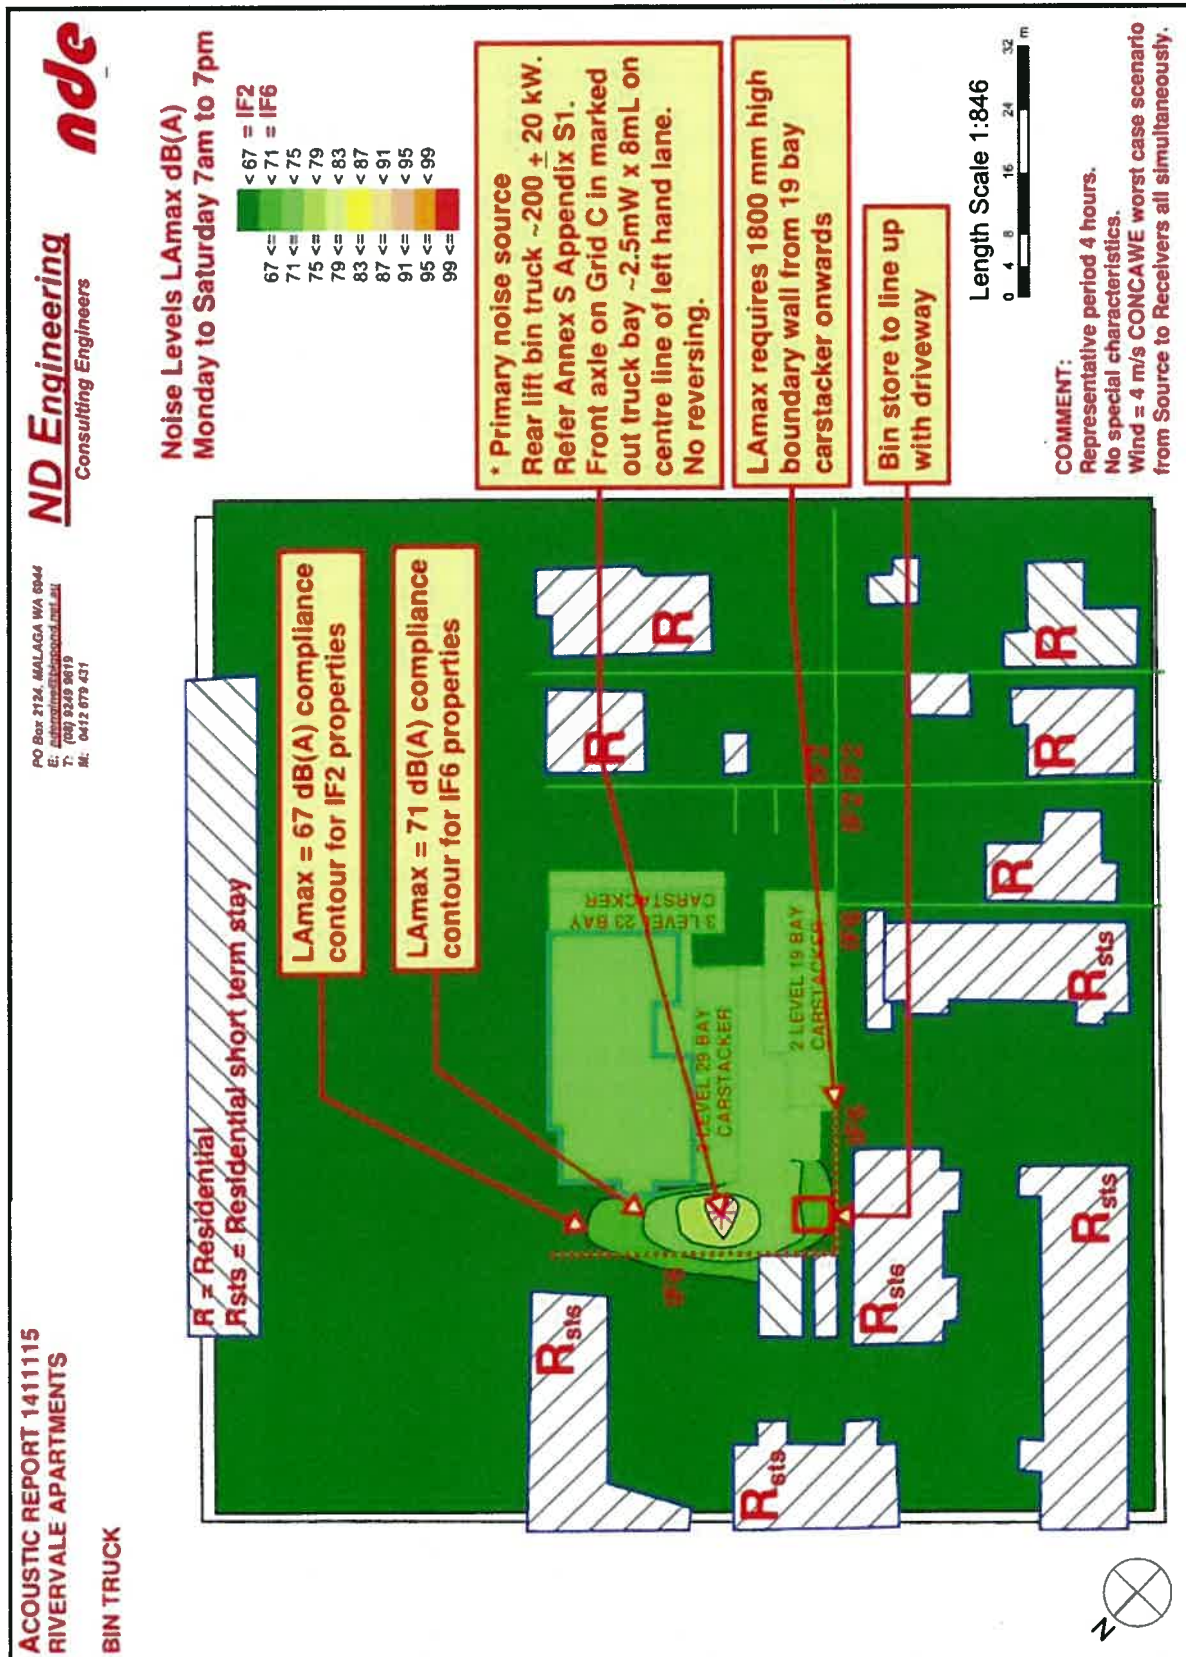 ACOUSTIC REPORT 1411115
RIVERVALE APARTMENTS
BIN TRUCK
PO Box 2124, MALAGA WA 6944
E:
T: (08) 9249 9619
M: 0412 679 431
ND Engineering
Consulting Engineers
nde
Noise Levels LAmax dB(A)
Monday to Saturday 7am to 7pm
< 67 = IF2
67 <= < 71 = IF6
71 <= < 75
75 <= < 79
79 <= < 83
83 <= < 87
87 <= < 91
91 <= < 95
95 <= < 99
99 <=
R = Residential
Rsts = Residential short term stay
LAmax = 67 dB(A) compliance
contour for IF2 properties
LAmax = 71 dB(A) compliance
contour for IF6 properties
* Primary noise source
Rear lift bin truck ~200 ± 20 kW.
Refer Annex S Appendix S1.
Front axle on Grid C in marked
out truck bay ~2.5mW x 8mL on
centre line of left hand lane.
No reversing.
LAmax requires 1800 mm high
boundary wall from 19 bay
carstacker onwards
Bin store to line up
with driveway
3 LEVEL 23 BAY
CARSTACKER
LEVEL 29 BAY
CARSTACKER
2 LEVEL 19 BAY
CARSTACKER
Rsts
Rsts
Rsts
Rsts
Rsts
R
R
R
R
R
IF6
IF6
IF6
IF2
IF2
IF2
Length Scale 1:846
0 4 8 16 24 32
m
COMMENT:
Representative period 4 hours.
No special characteristics.
Wind = 4 m/s CONCAWE worst case scenario
from Source to Receivers all simultaneously.
N